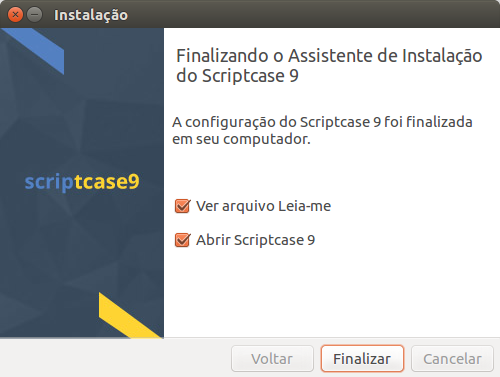 Instalação
Finalizando o Assistente de Instalação
do Scriptcase 9
A configuração do Scriptcase 9 foi finalizada
em seu computador.
scriptcase9
Ver arquivo Leia-me
Abrir Scriptcase 9
Voltar
Finalizar
Cancelar